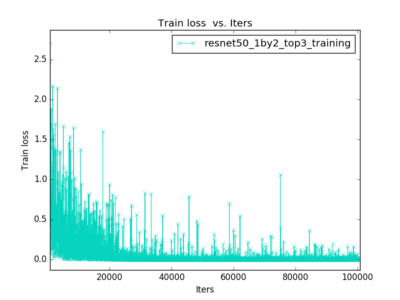 Train loss vs. Iters
resnet50_1by2_top3_training
Train loss
2.5
2.0
1.5
1.0
0.5
0.0
20000 40000 60000 80000 100000
Iters